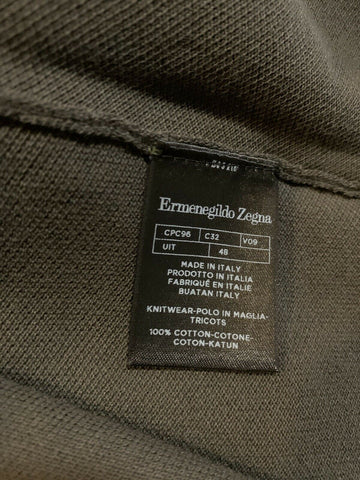 Ermenegildo Zegna
CPC96 C32 V09
UIT 48
MADE IN ITALY
PRODOTTO IN ITALIA
FABRIQUÉ EN ITALIE
BUATAN ITALY
KNITWEAR-POLO IN MAGLIA-
TRICOTS
100% COTTON-COTONE-
COTON-KATUN